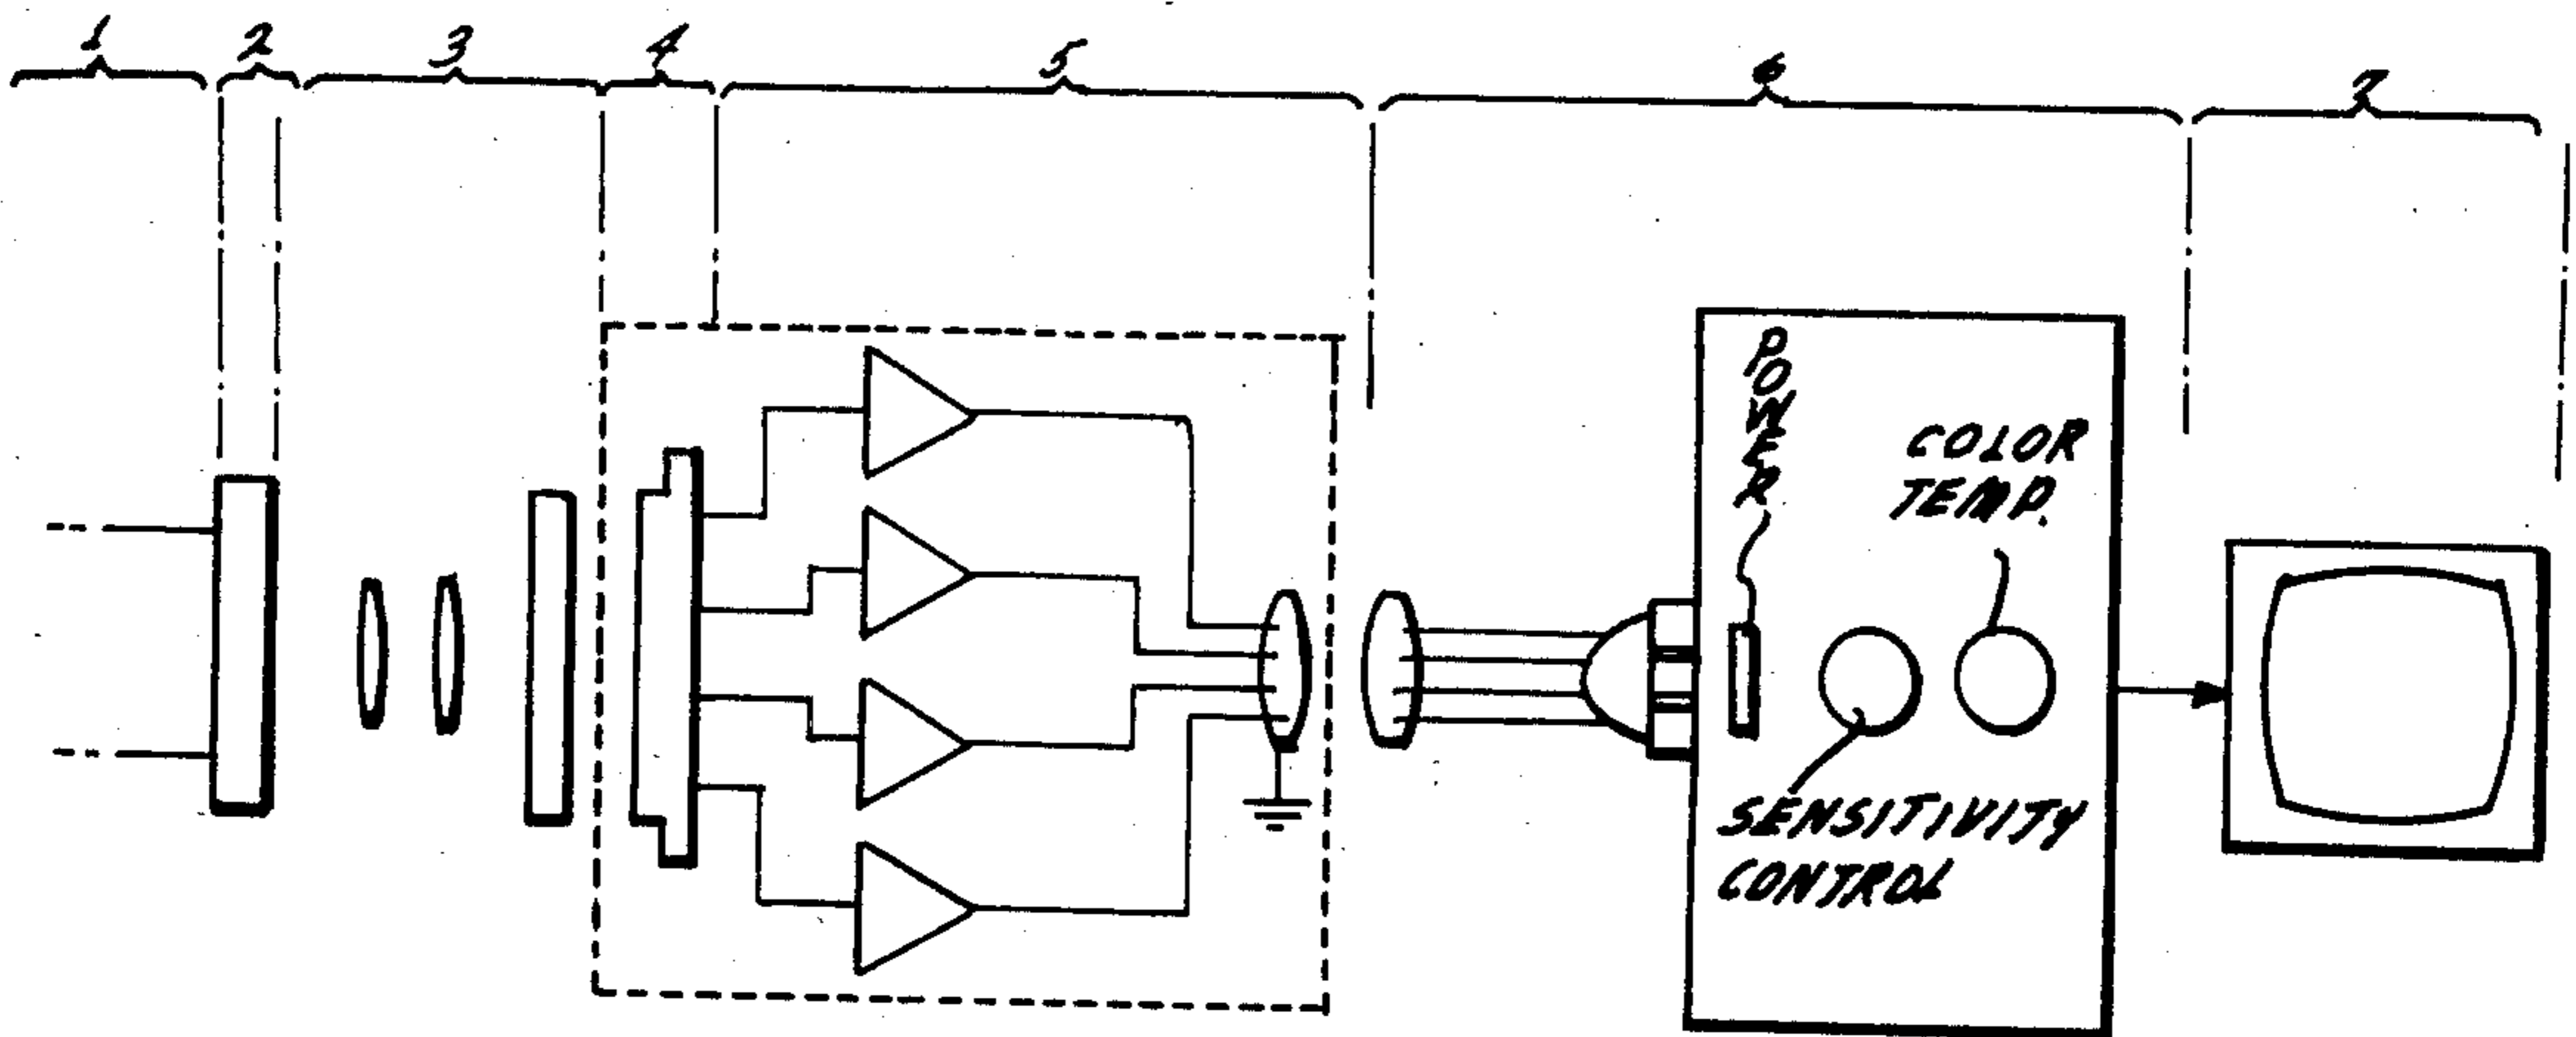 1 2 3 4 5 6 7
POWER
COLOR
TEMP.
SENSITIVITY
CONTROL